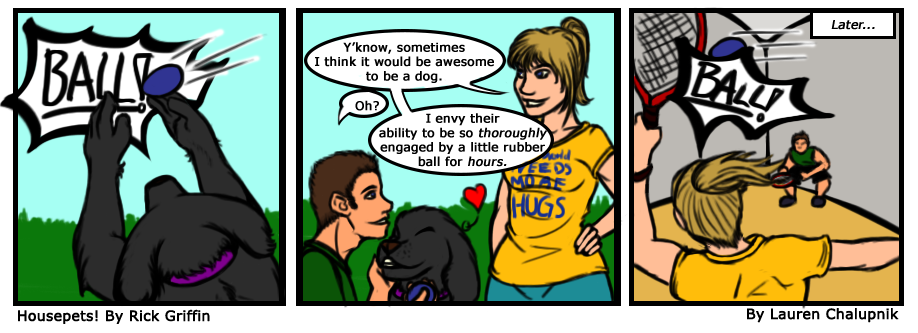 BALL!
Y'know, sometimes
I think it would be awesome
to be a dog.
Oh?
I envy their
ability to be so thoroughly
engaged by a little rubber
ball for hours.
NEEDS
MORE
HUGS
Later...
BALL!
Housepets! By Rick Griffin
By Lauren Chalupnik